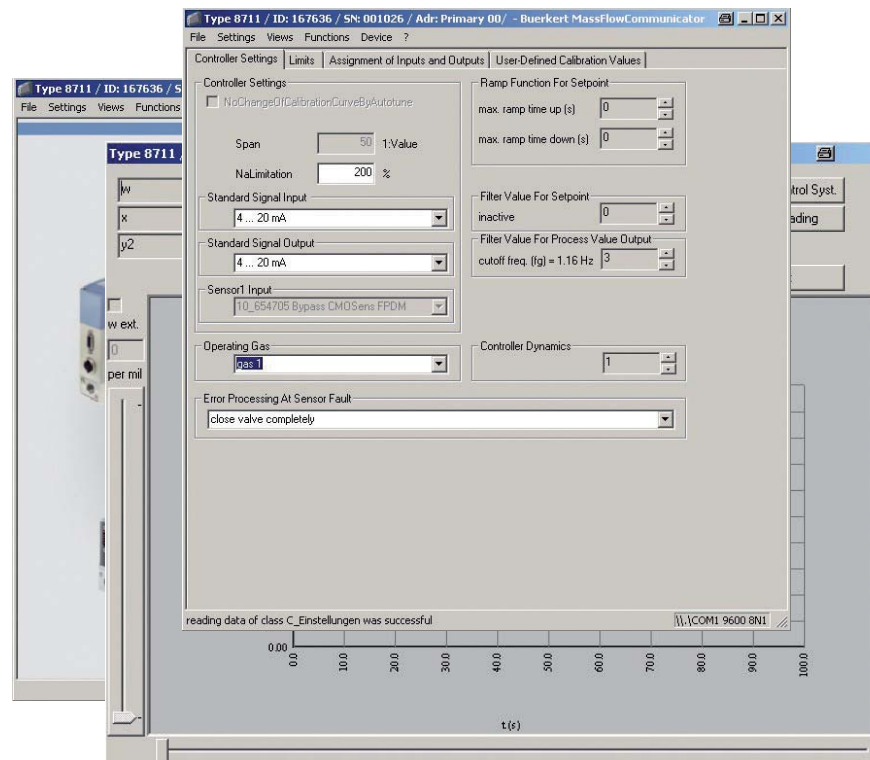 Type 8711 / ID: 167636 / SN: 001026 / Adr: Primary 00/ - Buerkert MassFlowCommunicator
File Settings Views Functions Device ?
Controller Settings Limits Assignment of Inputs and Outputs User-Defined Calibration Values
Controller Settings
NoChangeOfCalibrationCurveByAutotune
Span 50 1:Value
NaLimitation 200 %
Standard Signal Input
4 ... 20 mA
Standard Signal Output
4 ... 20 mA
Sensor1 Input
10_654705 Bypass CMOSens FPDM
Operating Gas
gas 1
Ramp Function For Setpoint
max. ramp time up (s) 0
max. ramp time down (s) 0
Filter Value For Setpoint
inactive 0
Filter Value For Process Value Output
cutoff freq. (fg) = 1.16 Hz 3
Controller Dynamics
1
Error Processing At Sensor Fault
close valve completely
reading data of class C_Einstellungen was successful \\.\COM1 9600 8N1
Type 8711 / ID: 167636 / S
File Settings Views Functions
Type 8711 /
w
x
y2
w ext.
0
per mil
trol Syst.
ading
0.00
0.0 10.0 20.0 30.0 40.0 50.0 60.0 70.0 80.0 90.0 100.0
t(s)